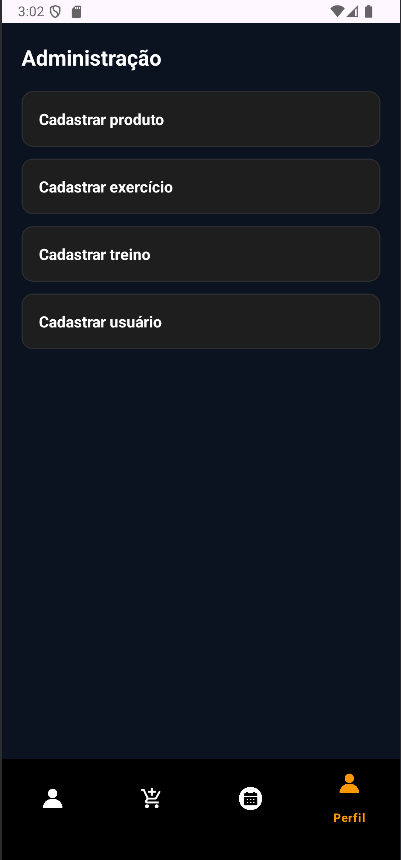 3:02
Administração
Cadastrar produto
Cadastrar exercício
Cadastrar treino
Cadastrar usuário
Perfil